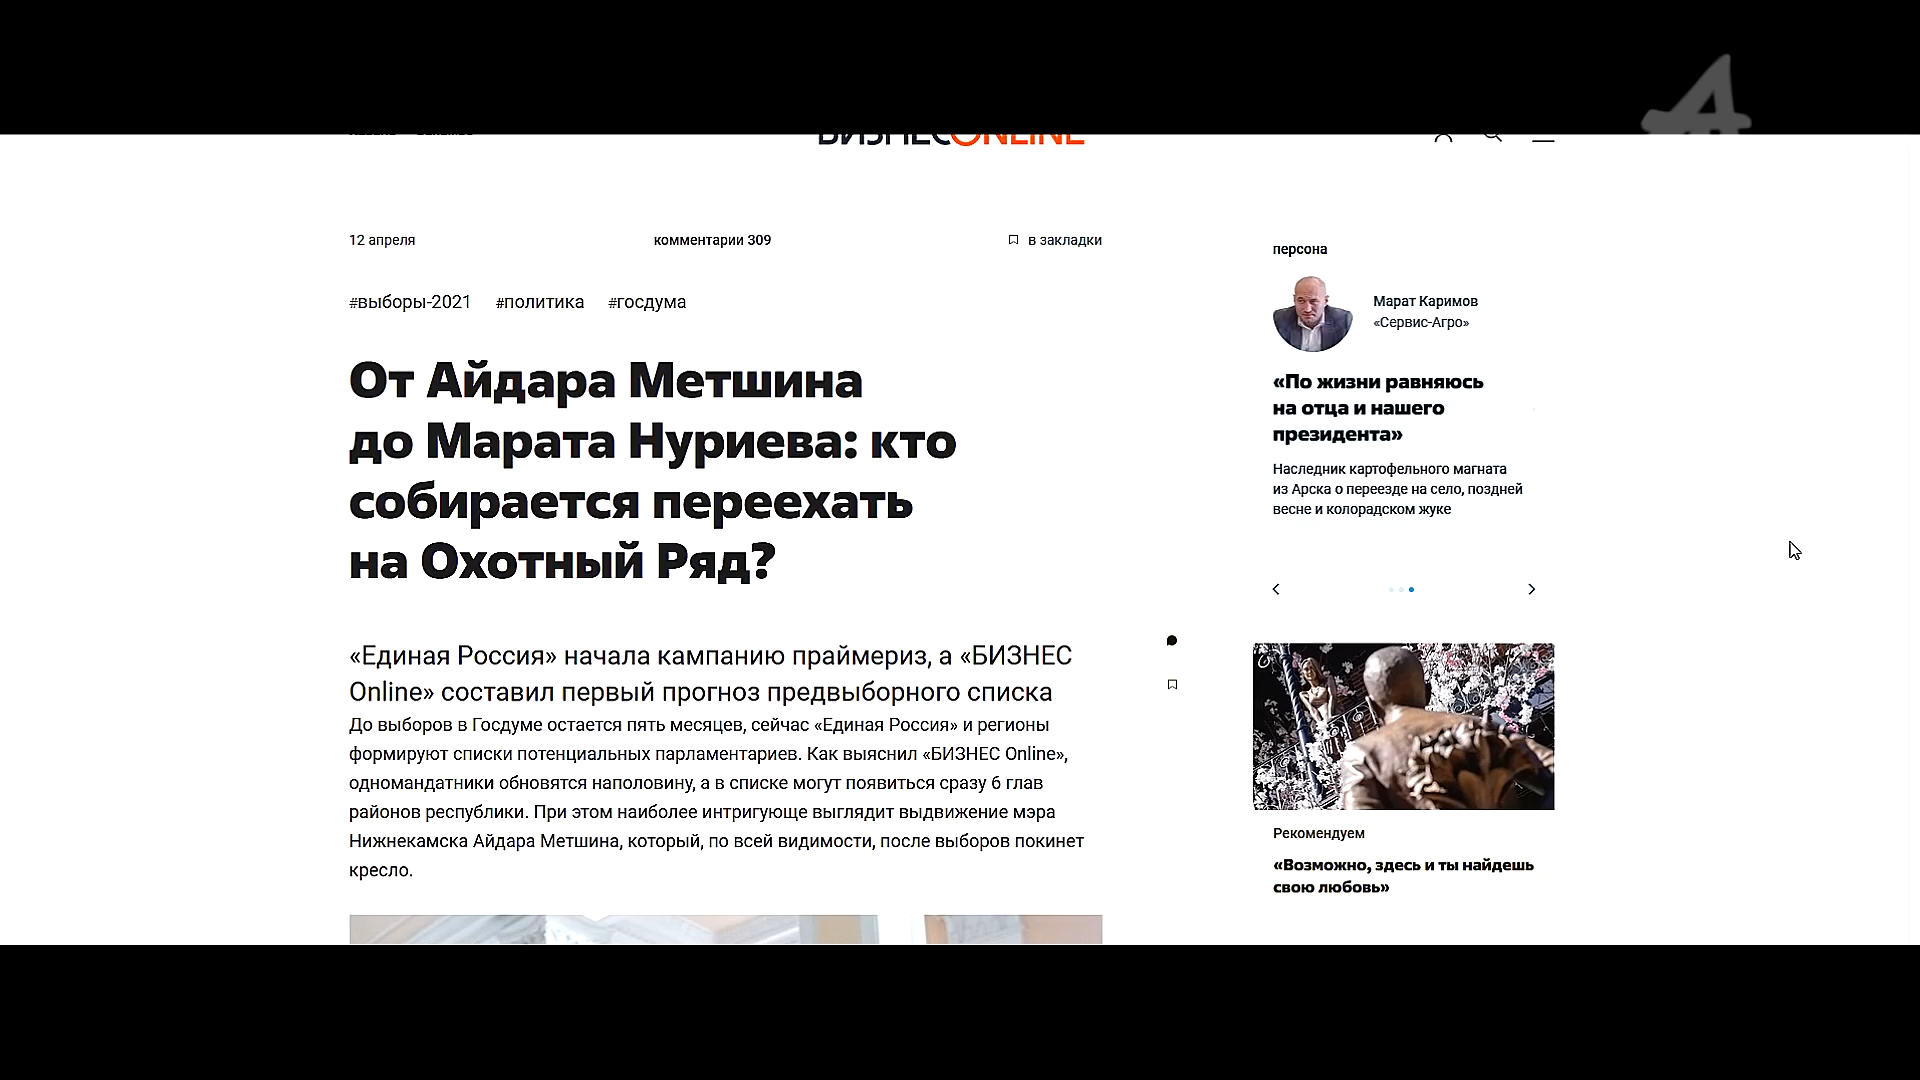 БИЗНЕС ONLINE
12 апреля
комментарии 309
в закладки
#выборы-2021 #политика #госдума
От Айдара Метшина
до Марата Нуриева: кто
собирается переехать
на Охотный Ряд?
«Единая Россия» начала кампанию праймериз, а «БИЗНЕС
Online» составил первый прогноз предвыборного списка
До выборов в Госдуме остается пять месяцев, сейчас «Единая Россия» и регионы
формируют списки потенциальных парламентариев. Как выяснил «БИЗНЕС Online»,
одномандатники обновятся наполовину, а в списке могут появиться сразу 6 глав
районов республики. При этом наиболее интригующе выглядит выдвижение мэра
Нижнекамска Айдара Метшина, который, по всей видимости, после выборов покинет
кресло.
персона
Марат Каримов
«Сервис-Агро»
«По жизни равняюсь
на отца и нашего
президента»
Наследник картофельного магната
из Арска о переезде на село, поздней
весне и колорадском жуке
Рекомендуем
«Возможно, здесь и ты найдешь
свою любовь»